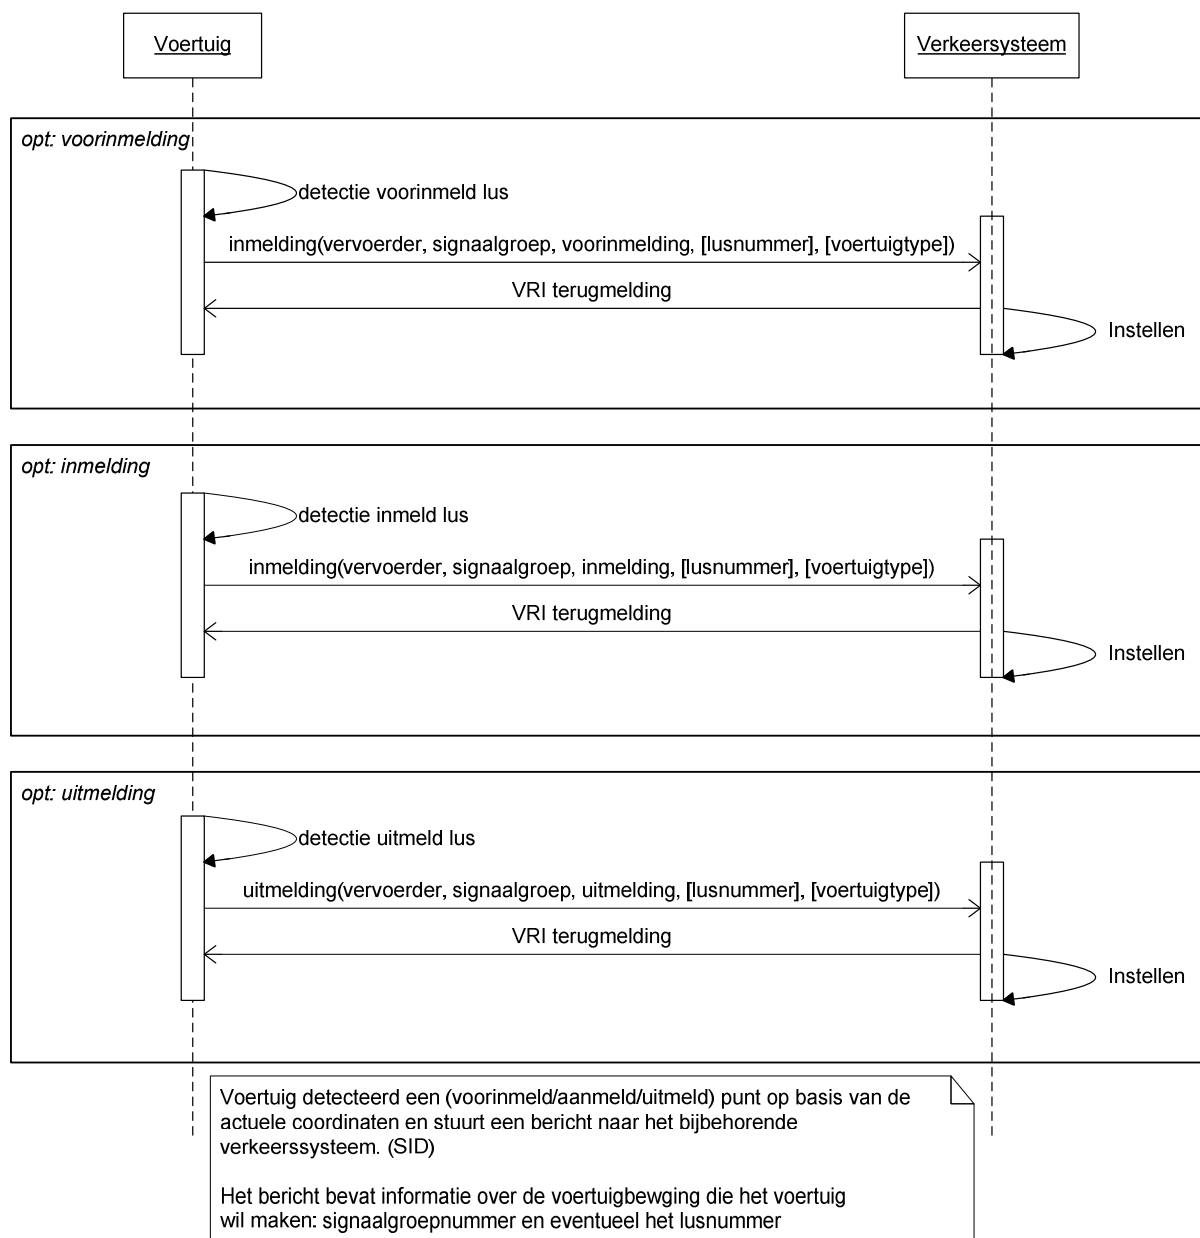 Voertuig
Verkeersysteem
opt: voorinmelding
detectie voorinmeld lus
inmelding(vervoerder, signaalgroep, voorinmelding, [lusnummer], [voertuigtype])
VRI terugmelding
Instellen
opt: inmelding
detectie inmeld lus
inmelding(vervoerder, signaalgroep, inmelding, [lusnummer], [voertuigtype])
VRI terugmelding
Instellen
opt: uitmelding
detectie uitmeld lus
uitmelding(vervoerder, signaalgroep, uitmelding, [lusnummer], [voertuigtype])
VRI terugmelding
Instellen
Voertuig detecteerd een (voorinmeld/aanmeld/uitmeld) punt op basis van de
actuele coordinaten en stuurt een bericht naar het bijbehorende
verkeerssysteem. (SID)
Het bericht bevat informatie over de voertuigbewging die het voertuig
wil maken: signaalgroepnummer en eventueel het lusnummer